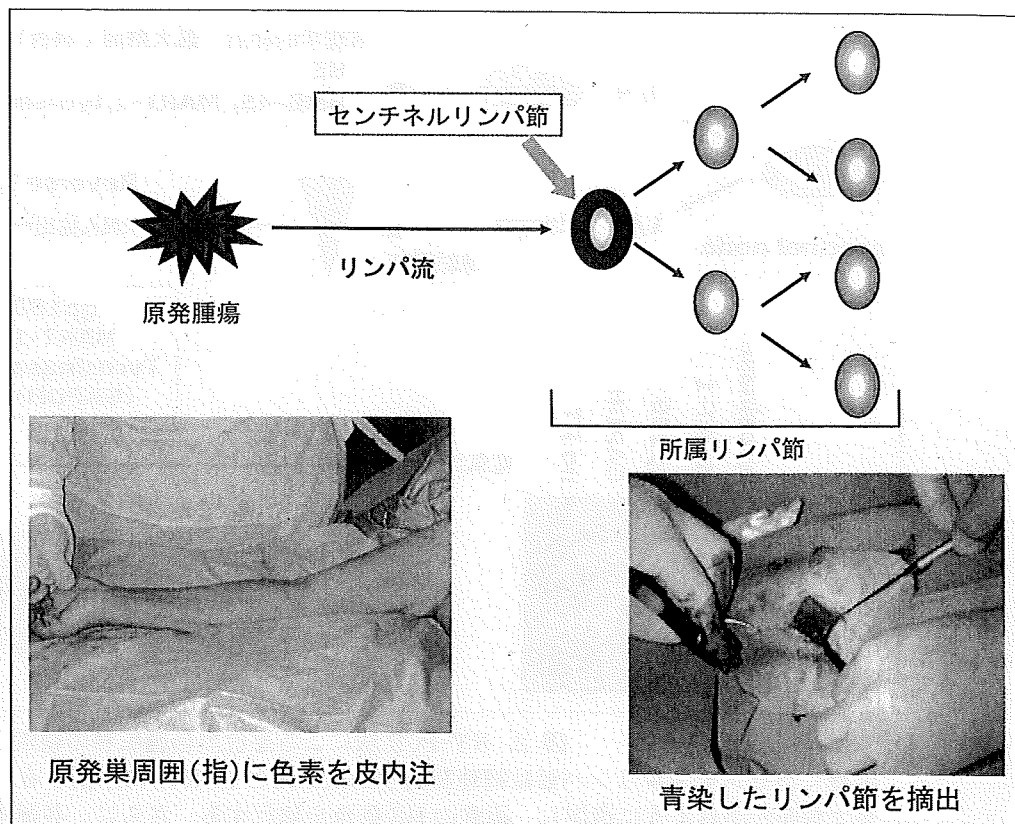 センチネルリンパ節
リンパ流
原発腫瘍
所属リンパ節
原発巣周囲(指)に色素を皮内注
青染したリンパ節を摘出